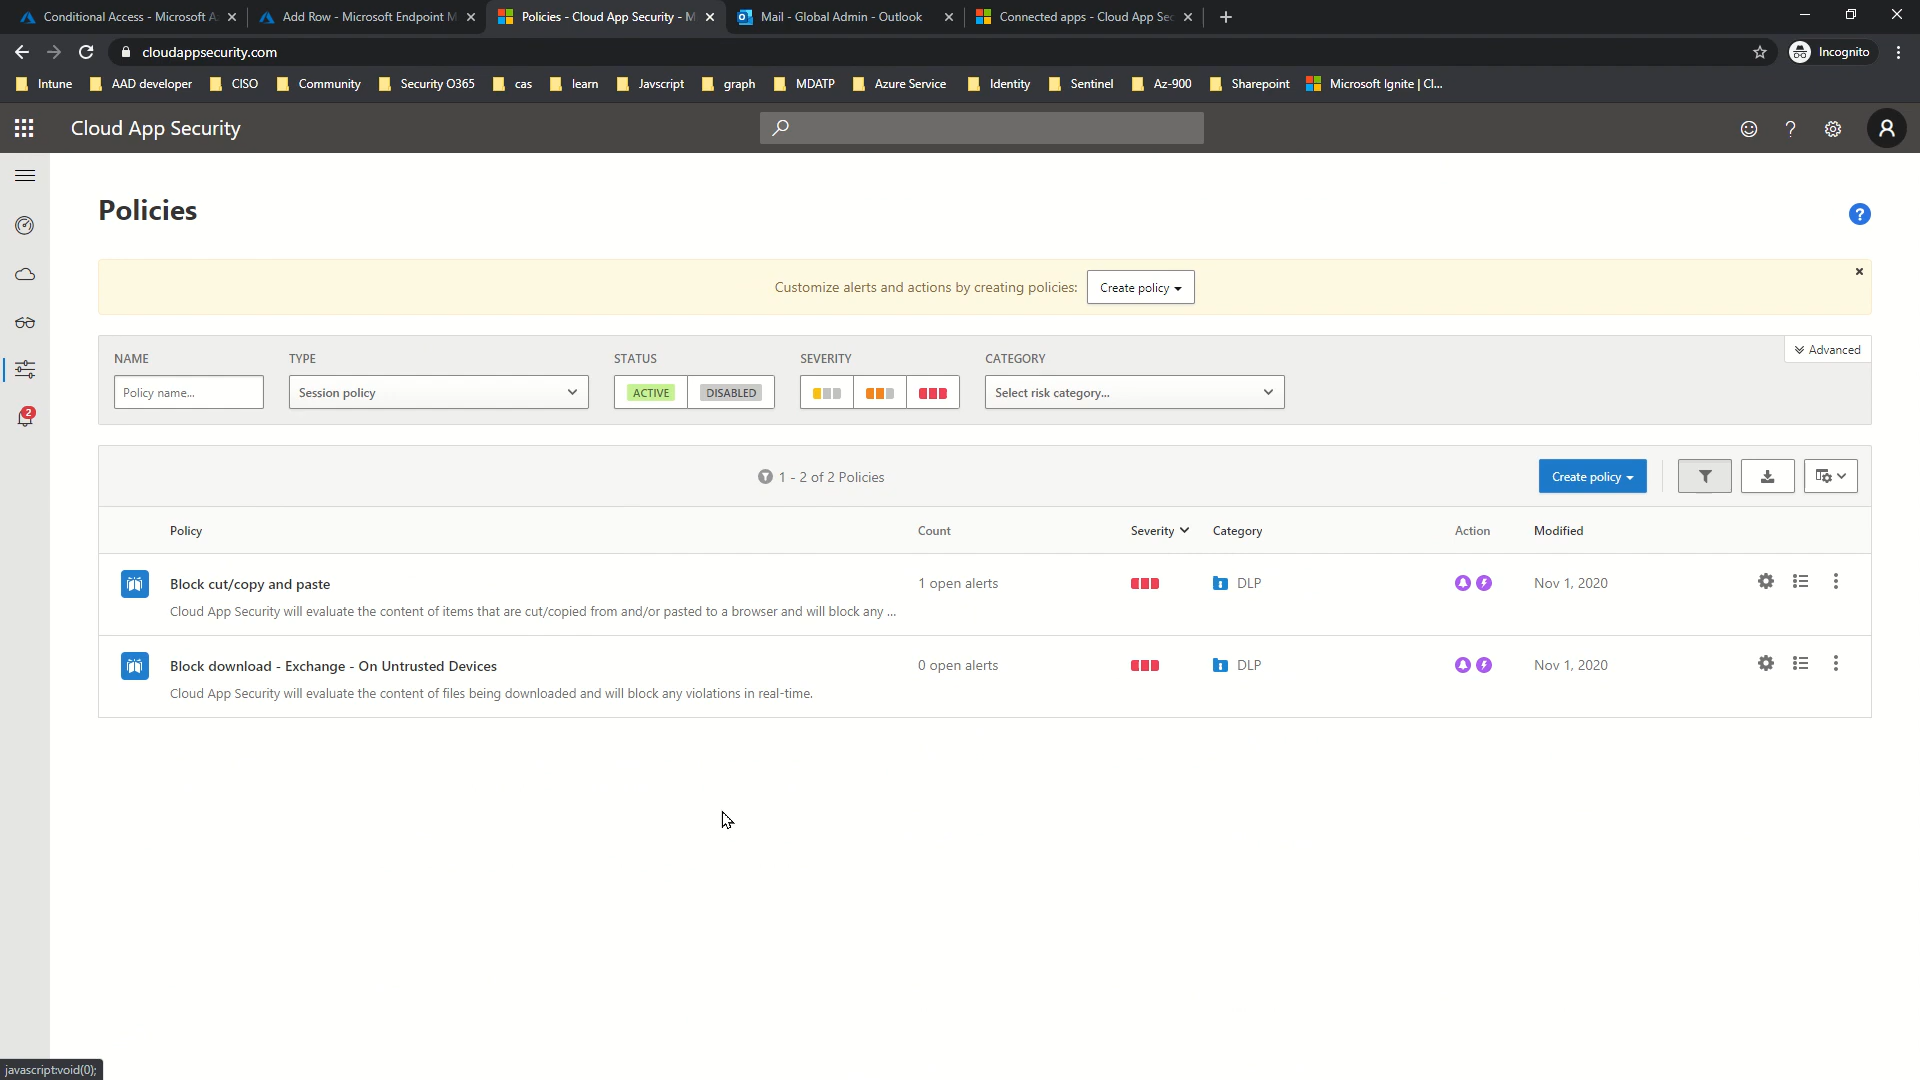 Conditional Access - Microsoft A
Add Row - Microsoft Endpoint M
Policies - Cloud App Security - M
Mail - Global Admin - Outlook
Connected apps - Cloud App Sec
cloudappsecurity.com
Incognito
Intune
AAD developer
CISO
Community
Security O365
cas
learn
Javscript
graph
MDATP
Azure Service
Identity
Sentinel
Az-900
Sharepoint
Microsoft Ignite | Cl...
Cloud App Security
Policies
Customize alerts and actions by creating policies:
Create policy
NAME
TYPE
STATUS
SEVERITY
CATEGORY
Advanced
Policy name...
Session policy
ACTIVE
DISABLED
Select risk category...
2
1 - 2 of 2 Policies
Create policy
Policy
Count
Severity
Category
Action
Modified
Block cut/copy and paste
1 open alerts
DLP
Nov 1, 2020
Cloud App Security will evaluate the content of items that are cut/copied from and/or pasted to a browser and will block any ...
Block download - Exchange - On Untrusted Devices
0 open alerts
DLP
Nov 1, 2020
Cloud App Security will evaluate the content of files being downloaded and will block any violations in real-time.
javascript:void(0);